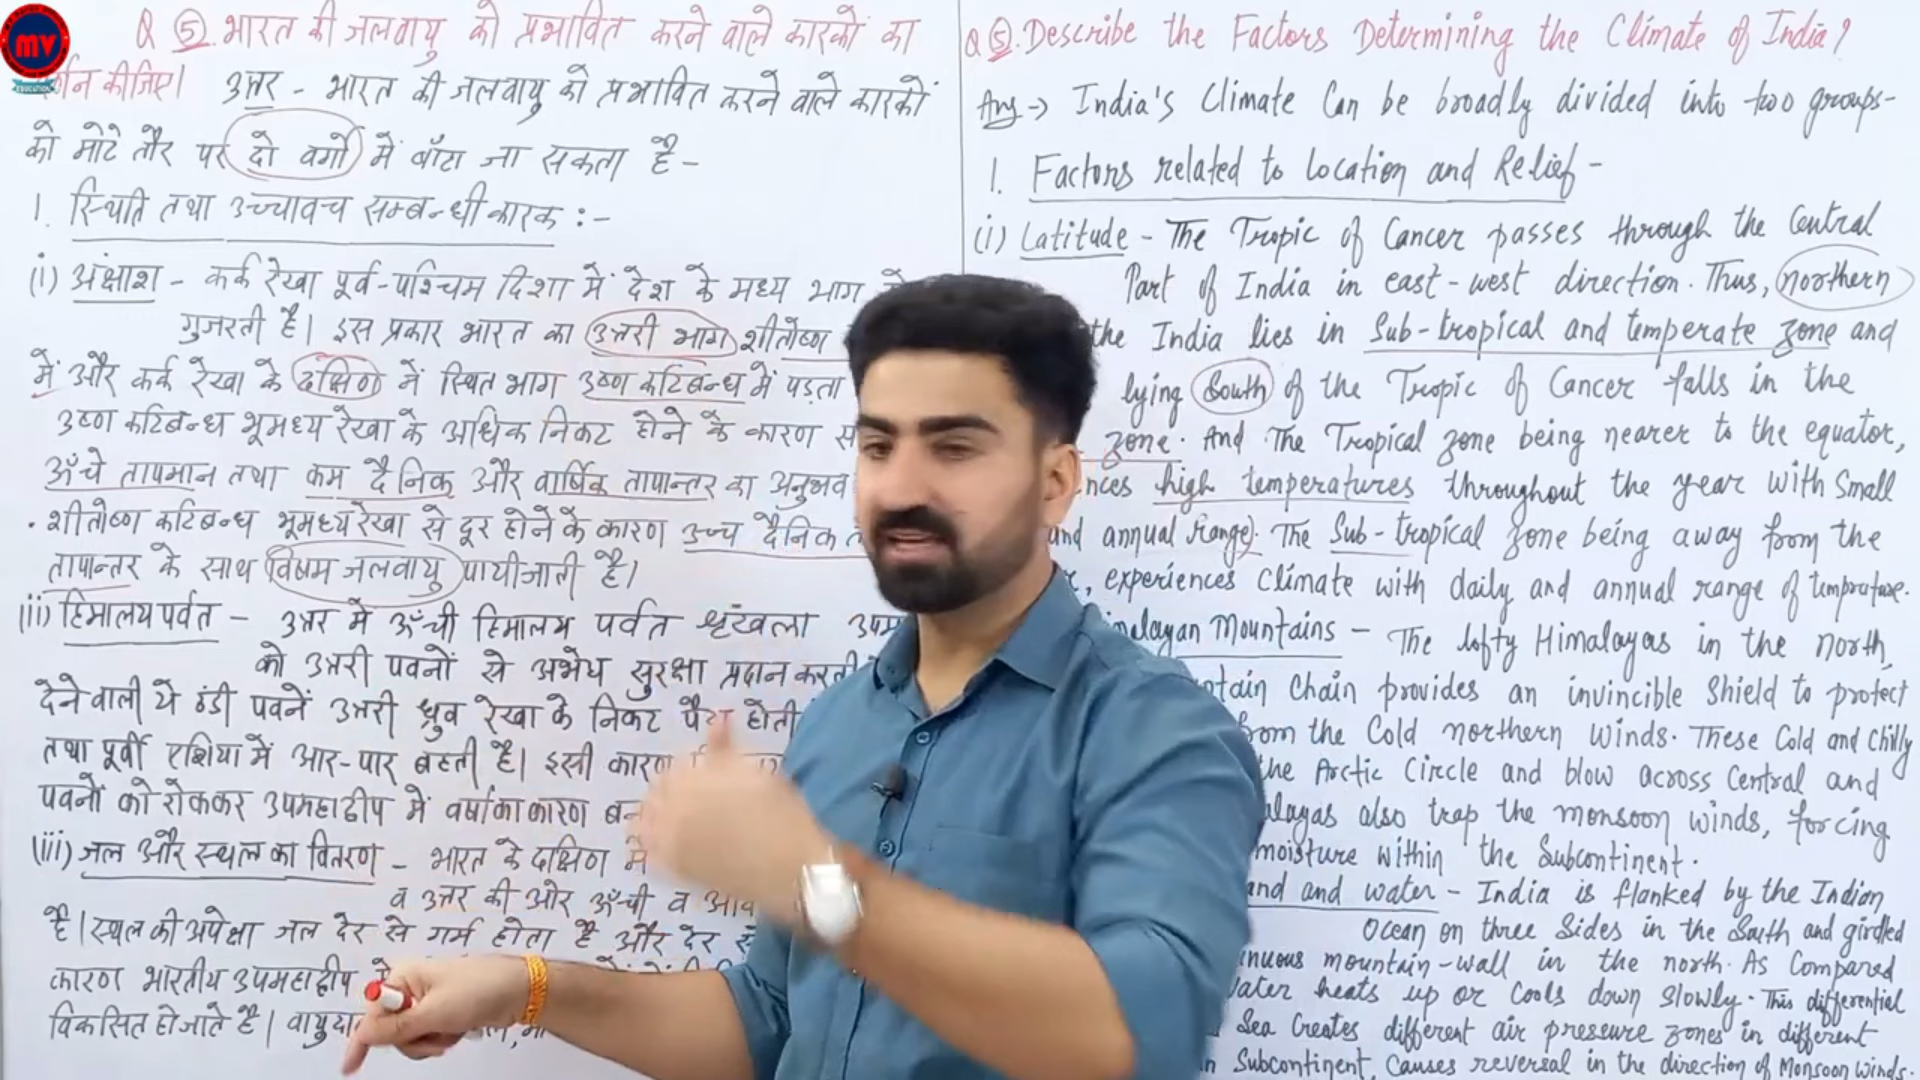 MV
EDUCATION
Q ⑤. भारत की जलवायु को प्रभावित करने वाले कारकों का
कीजिए। उत्तर - भारत की जलवायु को प्रभावित करने वाले कारकों
को मोटे तौर पर दो वर्गों में बाँटा जा सकता है -
1. स्थिति तथा उच्चावच सम्बन्धी कारक :-
(i) अंक्षाश - कर्क रेखा पूर्व-पश्चिम दिशा में देश के मध्य भाग
गुजरती है। इस प्रकार भारत का उत्तरी भाग शीतोष्ण
में और कर्क रेखा के दक्षिण में स्थित भाग उष्ण कटिबन्ध में पड़ता
उष्ण कटिबन्ध भूमध्य रेखा के अधिक निकट होने के कारण
ऊँचे तापमान तथा कम दैनिक और वार्षिक तापान्तर का अनुभव
. शीतोष्ण कटिबन्ध भूमध्य रेखा से दूर होने के कारण उच्च दैनिक
तापान्तर के साथ विषम जलवायु पायी जाती है।
(ii) हिमालय पर्वत - उत्तर में ऊँची हिमालय पर्वत श्रृंखला
को उत्तरी पवनों से अभेद्य सुरक्षा प्रदान करती
देने वाली ये ठंडी पवनें उत्तरी ध्रुव रेखा के निकट पैदा होती
तथा पूर्वी एशिया में आर-पार बहती है। इसी कारण
पवनों को रोककर उपमहाद्वीप में वर्षा का कारण
(iii) जल और स्थल का वितरण - भारत के दक्षिण में
व उत्तर की ओर ऊँची व
है। स्थल की अपेक्षा जल देर से गर्म होता है और देर
कारण भारतीय उपमहाद्वीप
विकसित हो जाते है।
Q ⑤. Describe the Factors Determining the Climate of India?
Ans → India's Climate Can be broadly divided into two groups-
1. Factors related to Location and Relief -
(i) Latitude - The Tropic of Cancer passes through the Central
Part of India in east-west direction. Thus, northern
the India lies in Sub-tropical and temperate zone and
lying South of the Tropic of Cancer falls in the
zone. And The Tropical zone being nearer to the equator,
high temperatures throughout the year with Small
and annual range). The Sub-tropical zone being away from the
experiences climate with daily and annual range of temprature.
Mountains - The lofty Himalayas in the north,
Chain provides an invincible Shield to protect
from the Cold northern Winds. These Cold and Chilly
the Arctic Circle and blow across Central and
also trap the monsoon winds, forcing
moisture within the Subcontinent.
and water - India is flanked by the Indian
Ocean on three Sides in the South and girdled
mountain-wall in the north. As Compared
heats up or Cools down Slowly. This differential
Sea Creates different air pressure zones in different
Subcontinent, Causes reversal in the direction of Monsoon winds.